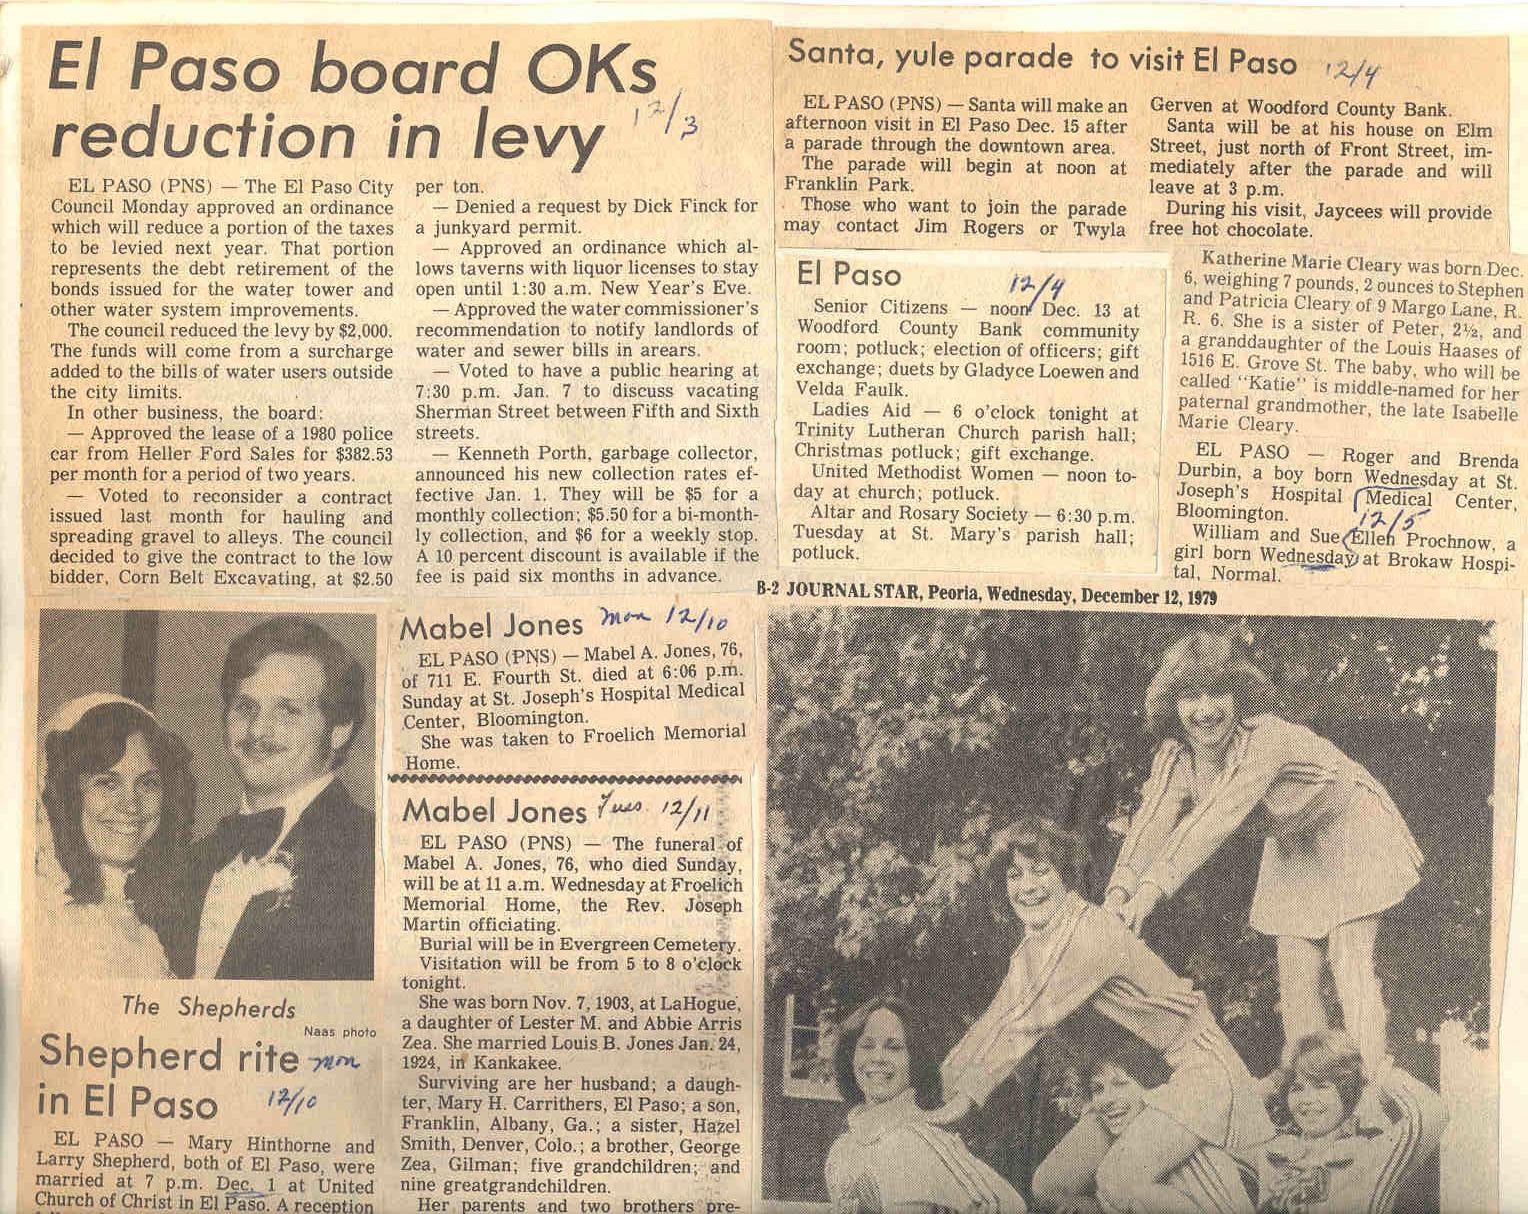 El Paso board OKs
reduction in levy
12/3
EL PASO (PNS) — The El Paso City
Council Monday approved an ordinance
which will reduce a portion of the taxes
to be levied next year. That portion
represents the debt retirement of the
bonds issued for the water tower and
other water system improvements.
The council reduced the levy by $2,000.
The funds will come from a surcharge
added to the bills of water users outside
the city limits.
In other business, the board:
— Approved the lease of a 1980 police
car from Heller Ford Sales for $382.53
per month for a period of two years.
— Voted to reconsider a contract
issued last month for hauling and
spreading gravel to alleys. The council
decided to give the contract to the low
bidder, Corn Belt Excavating, at $2.50
per ton.
— Denied a request by Dick Finck for
a junkyard permit.
— Approved an ordinance which al-
lows taverns with liquor licenses to stay
open until 1:30 a.m. New Year's Eve.
— Approved the water commissioner's
recommendation to notify landlords of
water and sewer bills in arears.
— Voted to have a public hearing at
7:30 p.m. Jan. 7 to discuss vacating
Sherman Street between Fifth and Sixth
streets.
— Kenneth Porth, garbage collector,
announced his new collection rates ef-
fective Jan. 1. They will be $5 for a
monthly collection; $5.50 for a bi-month-
ly collection, and $6 for a weekly stop.
A 10 percent discount is available if the
fee is paid six months in advance.
Santa, yule parade to visit El Paso
12/4
EL PASO (PNS) — Santa will make an
afternoon visit in El Paso Dec. 15 after
a parade through the downtown area.
The parade will begin at noon at
Franklin Park.
Those who want to join the parade
may contact Jim Rogers or Twyla
Gerven at Woodford County Bank.
Santa will be at his house on Elm
Street, just north of Front Street, im-
mediately after the parade and will
leave at 3 p.m.
During his visit, Jaycees will provide
free hot chocolate.
El Paso
12/4
Senior Citizens — noon Dec. 13 at
Woodford County Bank community
room; potluck; election of officers; gift
exchange; duets by Gladyce Loewen and
Velda Faulk.
Ladies Aid — 6 o'clock tonight at
Trinity Lutheran Church parish hall;
Christmas potluck; gift exchange.
United Methodist Women — noon to-
day at church; potluck.
Altar and Rosary Society — 6:30 p.m.
Tuesday at St. Mary's parish hall;
potluck.
Katherine Marie Cleary was born Dec.
6, weighing 7 pounds, 2 ounces to Stephen
and Patricia Cleary of 9 Margo Lane, R.
R. 6. She is a sister of Peter, 2½, and
a granddaughter of the Louis Haases of
1516 E. Grove St. The baby, who will be
called "Katie" is middle-named for her
paternal grandmother, the late Isabelle
Marie Cleary.
EL PASO — Roger and Brenda
Durbin, a boy born Wednesday at St.
Joseph's Hospital Medical Center,
Bloomington.
12/5
William and Sue Ellen Prochnow, a
girl born Wednesday at Brokaw Hospi-
tal, Normal.
B-2 JOURNAL STAR, Peoria, Wednesday, December 12, 1979
The Shepherds
Naas photo
Shepherd rite
in El Paso
mon
12/10
EL PASO — Mary Hinthorne and
Larry Shepherd, both of El Paso, were
married at 7 p.m. Dec. 1 at United
Church of Christ in El Paso. A reception
Mabel Jones
mon 12/10
EL PASO (PNS) — Mabel A. Jones, 76,
of 711 E. Fourth St. died at 6:06 p.m.
Sunday at St. Joseph's Hospital Medical
Center, Bloomington.
She was taken to Froelich Memorial
Home.
Mabel Jones
Tues 12/11
EL PASO (PNS) — The funeral of
Mabel A. Jones, 76, who died Sunday,
will be at 11 a.m. Wednesday at Froelich
Memorial Home, the Rev. Joseph
Martin officiating.
Burial will be in Evergreen Cemetery.
Visitation will be from 5 to 8 o'clock
tonight.
She was born Nov. 7, 1903, at LaHogue,
a daughter of Lester M. and Abbie Arris
Zea. She married Louis B. Jones Jan. 24,
1924, in Kankakee.
Surviving are her husband; a daugh-
ter, Mary H. Carrithers, El Paso; a son,
Franklin, Albany, Ga.; a sister, Hazel
Smith, Denver, Colo.; a brother, George
Zea, Gilman; five grandchildren; and
nine greatgrandchildren.
Her parents and two brothers pre-